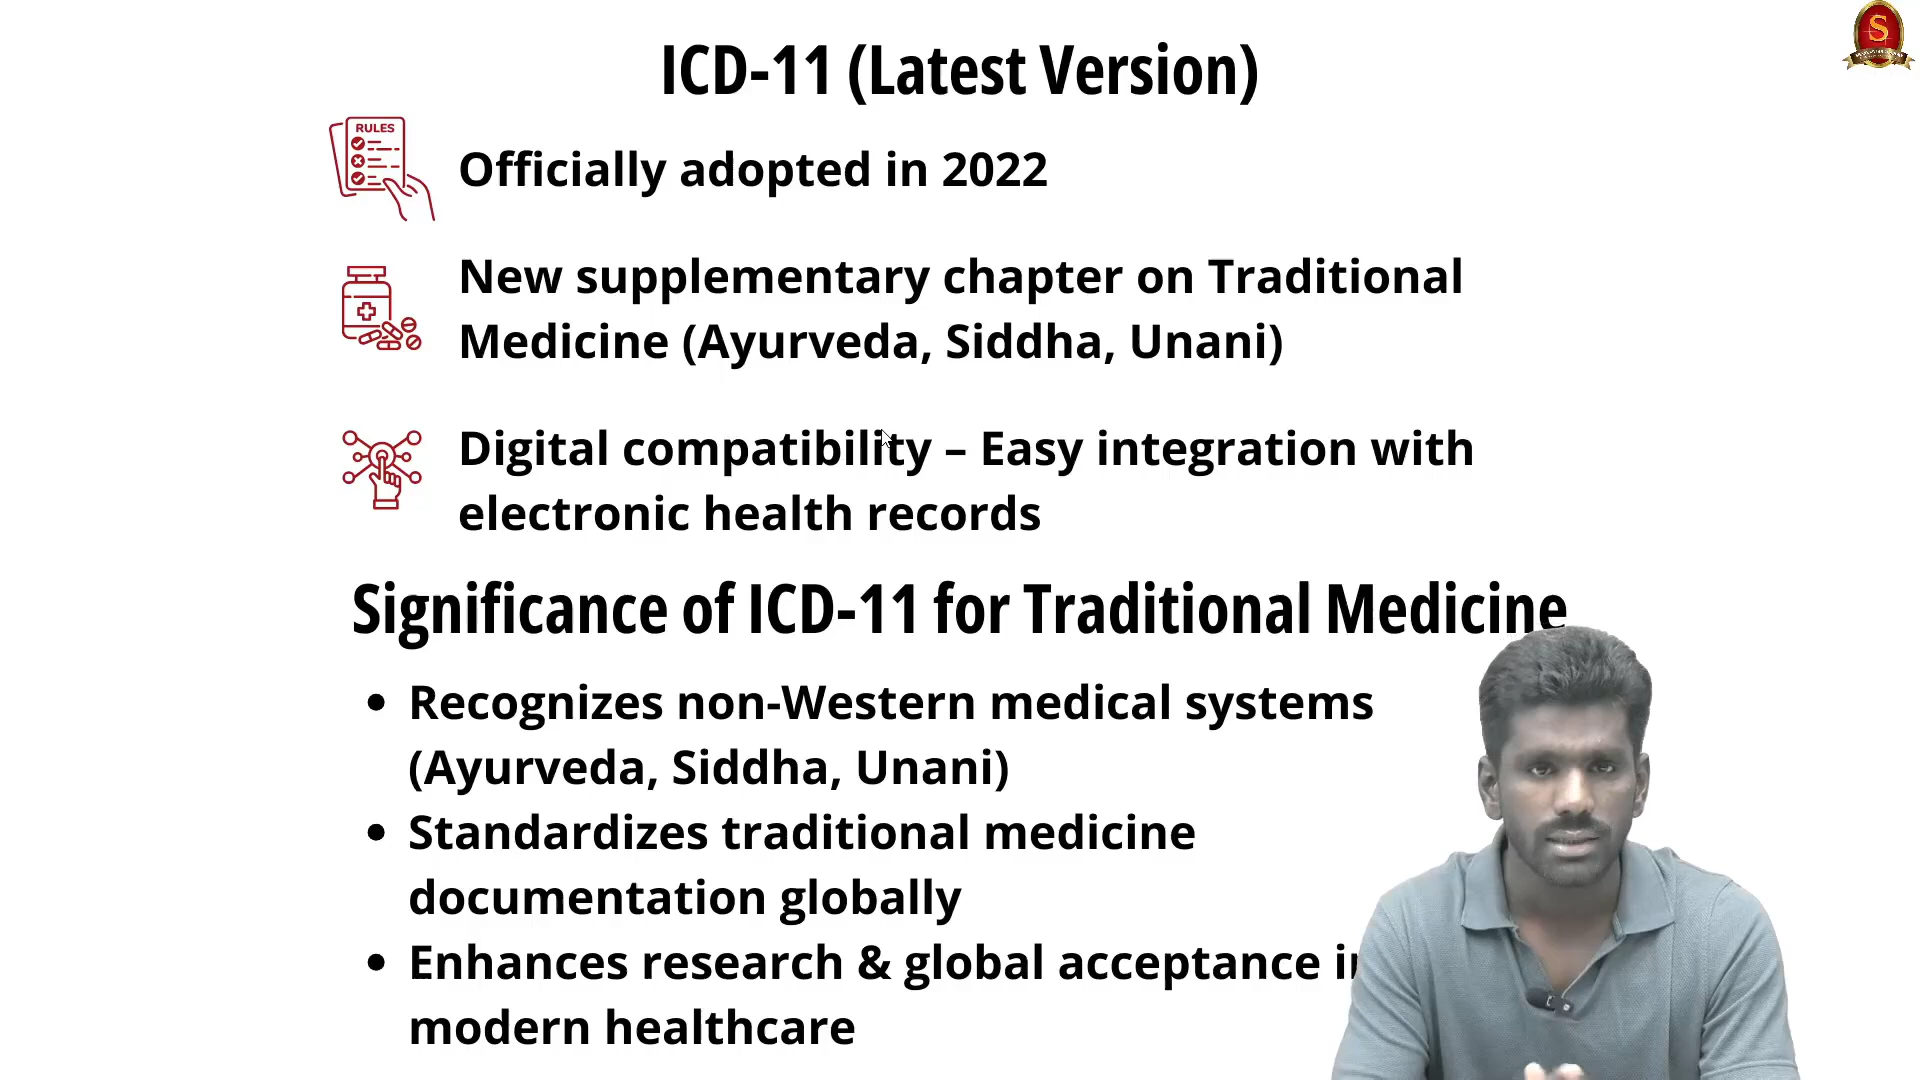 ICD-11 (Latest Version)
RULES
Officially adopted in 2022
New supplementary chapter on Traditional
Medicine (Ayurveda, Siddha, Unani)
Digital compatibility – Easy integration with
electronic health records
Significance of ICD-11 for Traditional Medicine
• Recognizes non-Western medical systems
(Ayurveda, Siddha, Unani)
• Standardizes traditional medicine
documentation globally
• Enhances research & global acceptance
modern healthcare
S